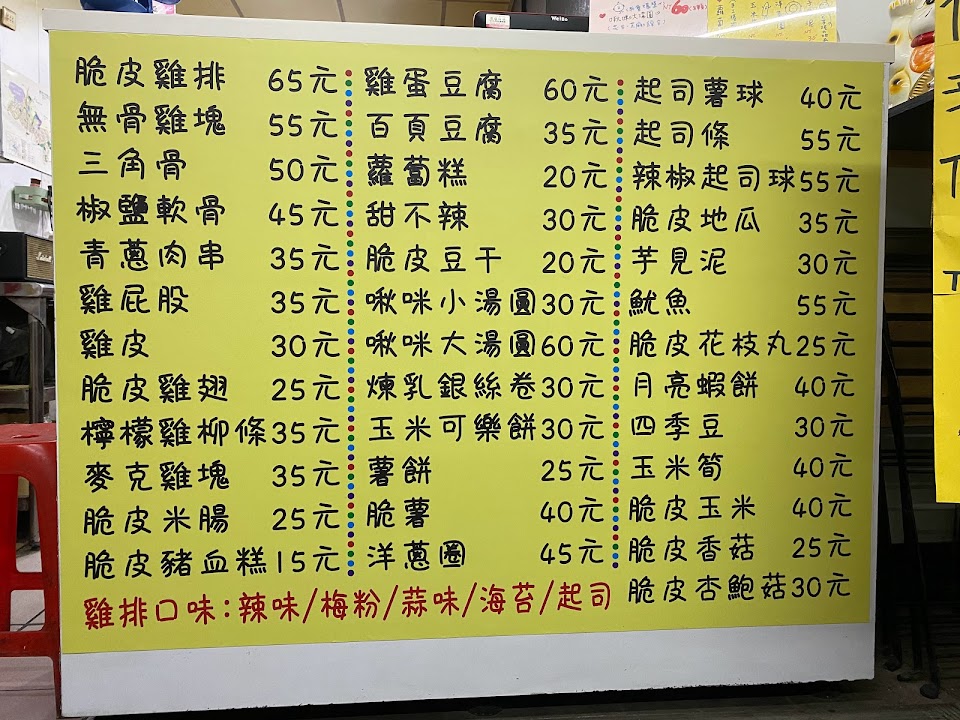 脆皮雞排 65元
無骨雞塊 55元
三角骨 50元
椒鹽軟骨 45元
青蔥肉串 35元
雞屁股 35元
雞皮 30元
脆皮雞翅 25元
檸檬雞柳條 35元
麥克雞塊 35元
脆皮米腸 25元
脆皮豬血糕 15元
雞蛋豆腐 60元
百頁豆腐 35元
蘿蔔糕 20元
甜不辣 30元
脆皮豆干 20元
啾咪小湯圓 30元
啾咪大湯圓 60元
煉乳銀絲卷 30元
玉米可樂餅 30元
薯餅 25元
脆薯 40元
洋蔥圈 45元
起司薯球 40元
起司條 55元
辣椒起司球 55元
脆皮地瓜 35元
芋見泥 30元
魷魚 55元
脆皮花枝丸 25元
月亮蝦餅 40元
四季豆 30元
玉米筍 40元
脆皮玉米 40元
脆皮香菇 25元
脆皮杏鮑菇 30元
雞排口味:辣味/梅粉/蒜味/海苔/起司